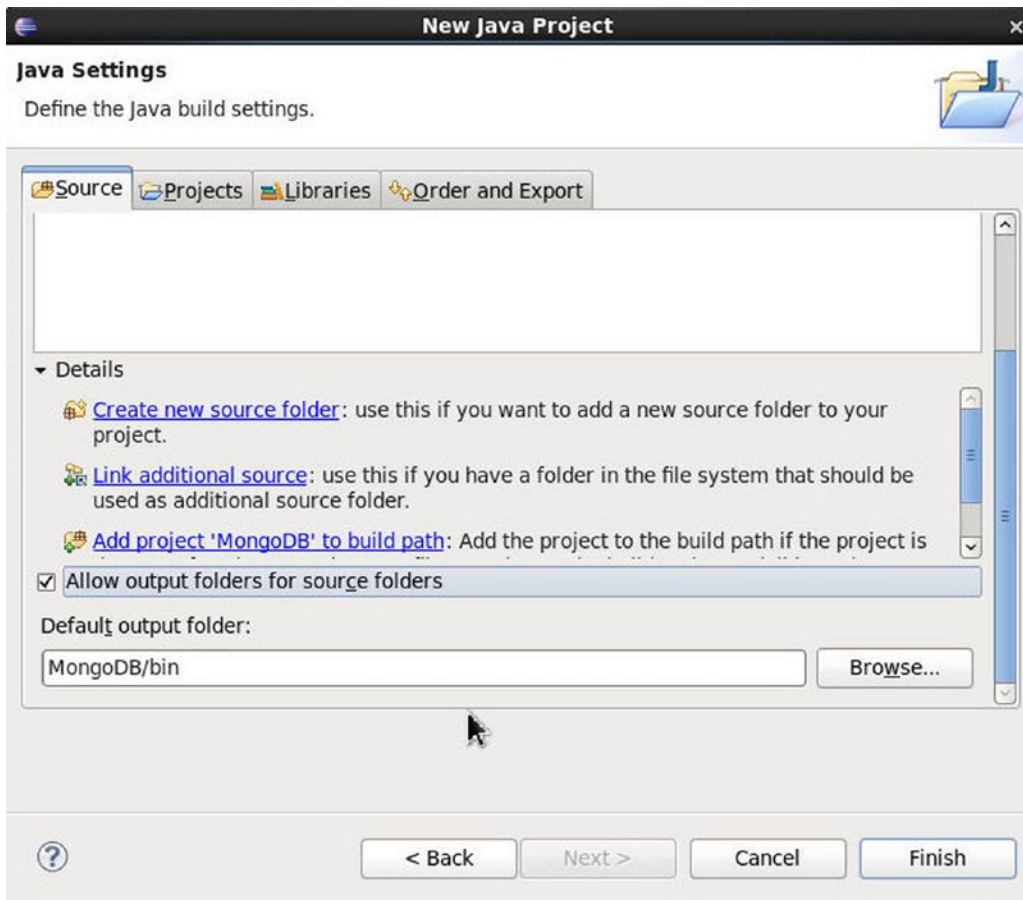 New Java Project
Java Settings
Define the Java build settings.
Source
Projects
Libraries
Order and Export
Details
Create new source folder: use this if you want to add a new source folder to your
project.
Link additional source: use this if you have a folder in the file system that should be
used as additional source folder.
Add project 'MongoDB' to build path: Add the project to the build path if the project is
Allow output folders for source folders
Default output folder:
MongoDB/bin
Browse...
< Back
Next >
Cancel
Finish